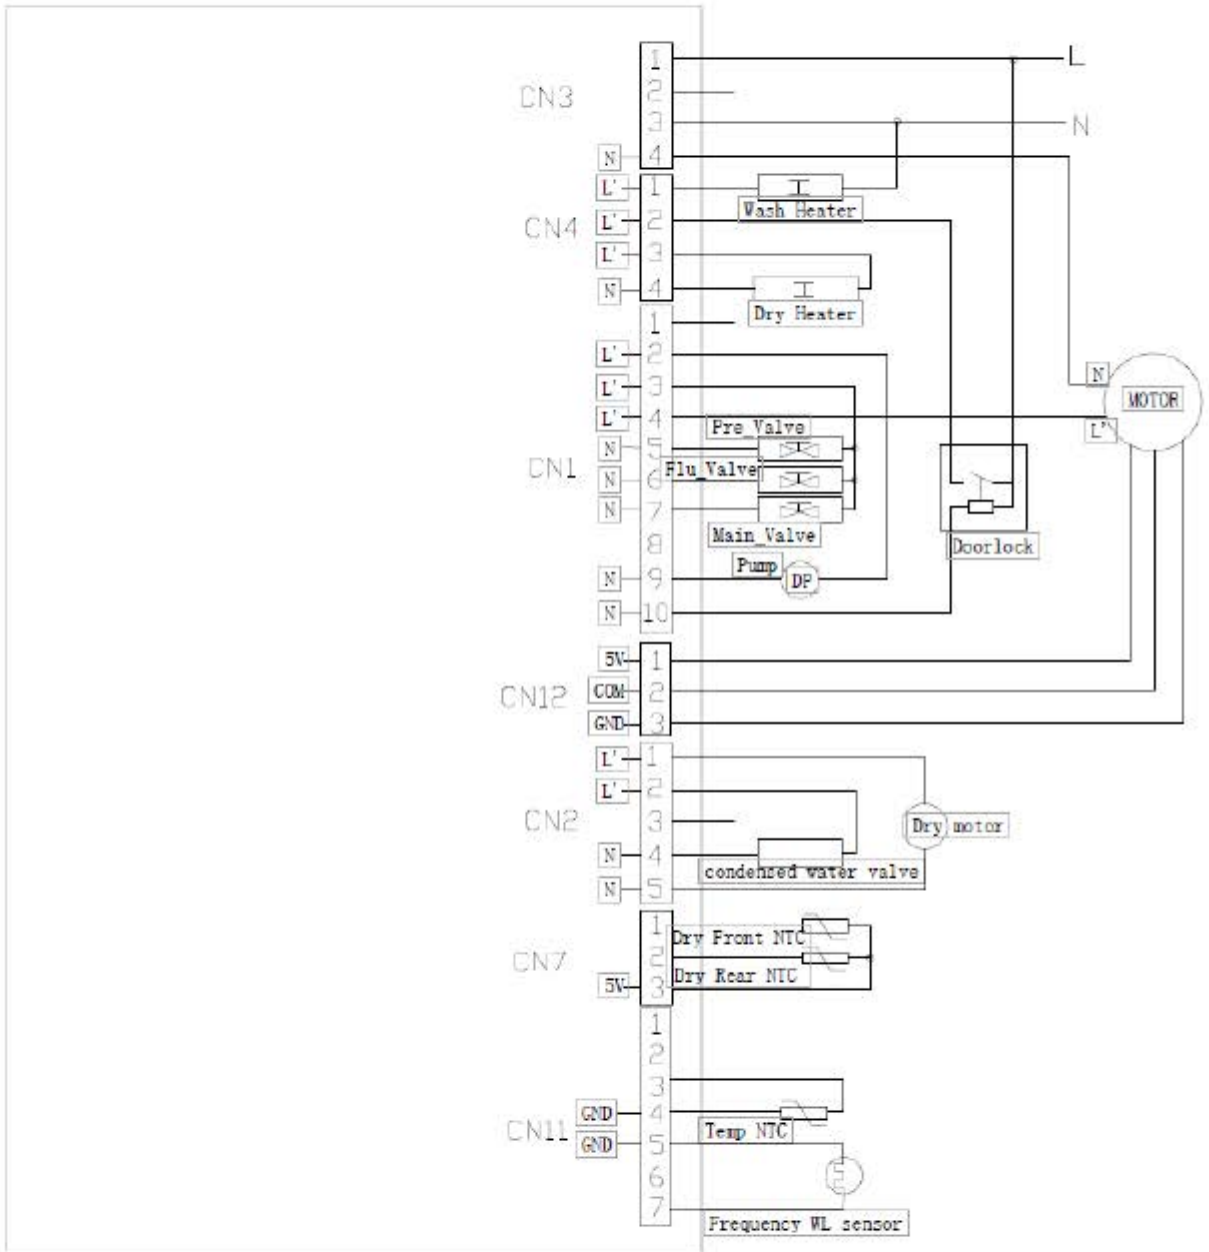 1
L
CN3
2
3
N
N
4
L'
1
Wash Heater
CN4
L'
2
L'
3
N
4
Dry Heater
1
L'
2
L'
3
N
MOTOR
L'
4
L'
Pre_Valve
N
5
CN1
Flu_Valve
N
6
N
7
Main_Valve
8
Doorlock
Pump
N
9
DP
N
10
5V
1
CN12
COM
2
GND
3
L'
1
L'
2
CN2
3
Dry motor
N
4
condensed water valve
N
5
1
Dry Front NTC
CN7
2
Dry Rear NTC
5V
3
1
2
3
GND
4
CN11
Temp NTC
GND
5
6
7
Frequency WL sensor